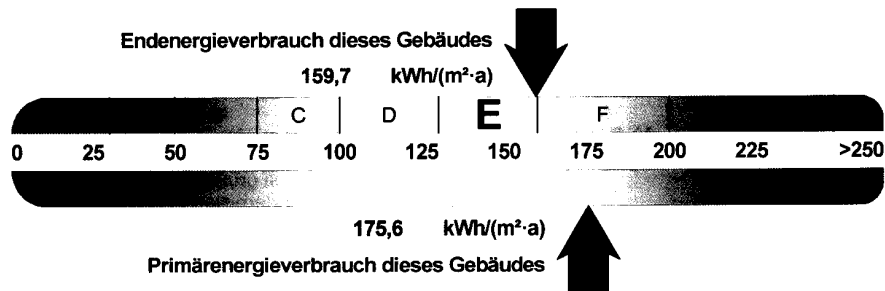 Endenergieverbrauch dieses Gebäudes
159,7 kWh/(m²·a)
C D E F
0 25 50 75 100 125 150 175 200 225 >250
175,6 kWh/(m²·a)
Primärenergieverbrauch dieses Gebäudes